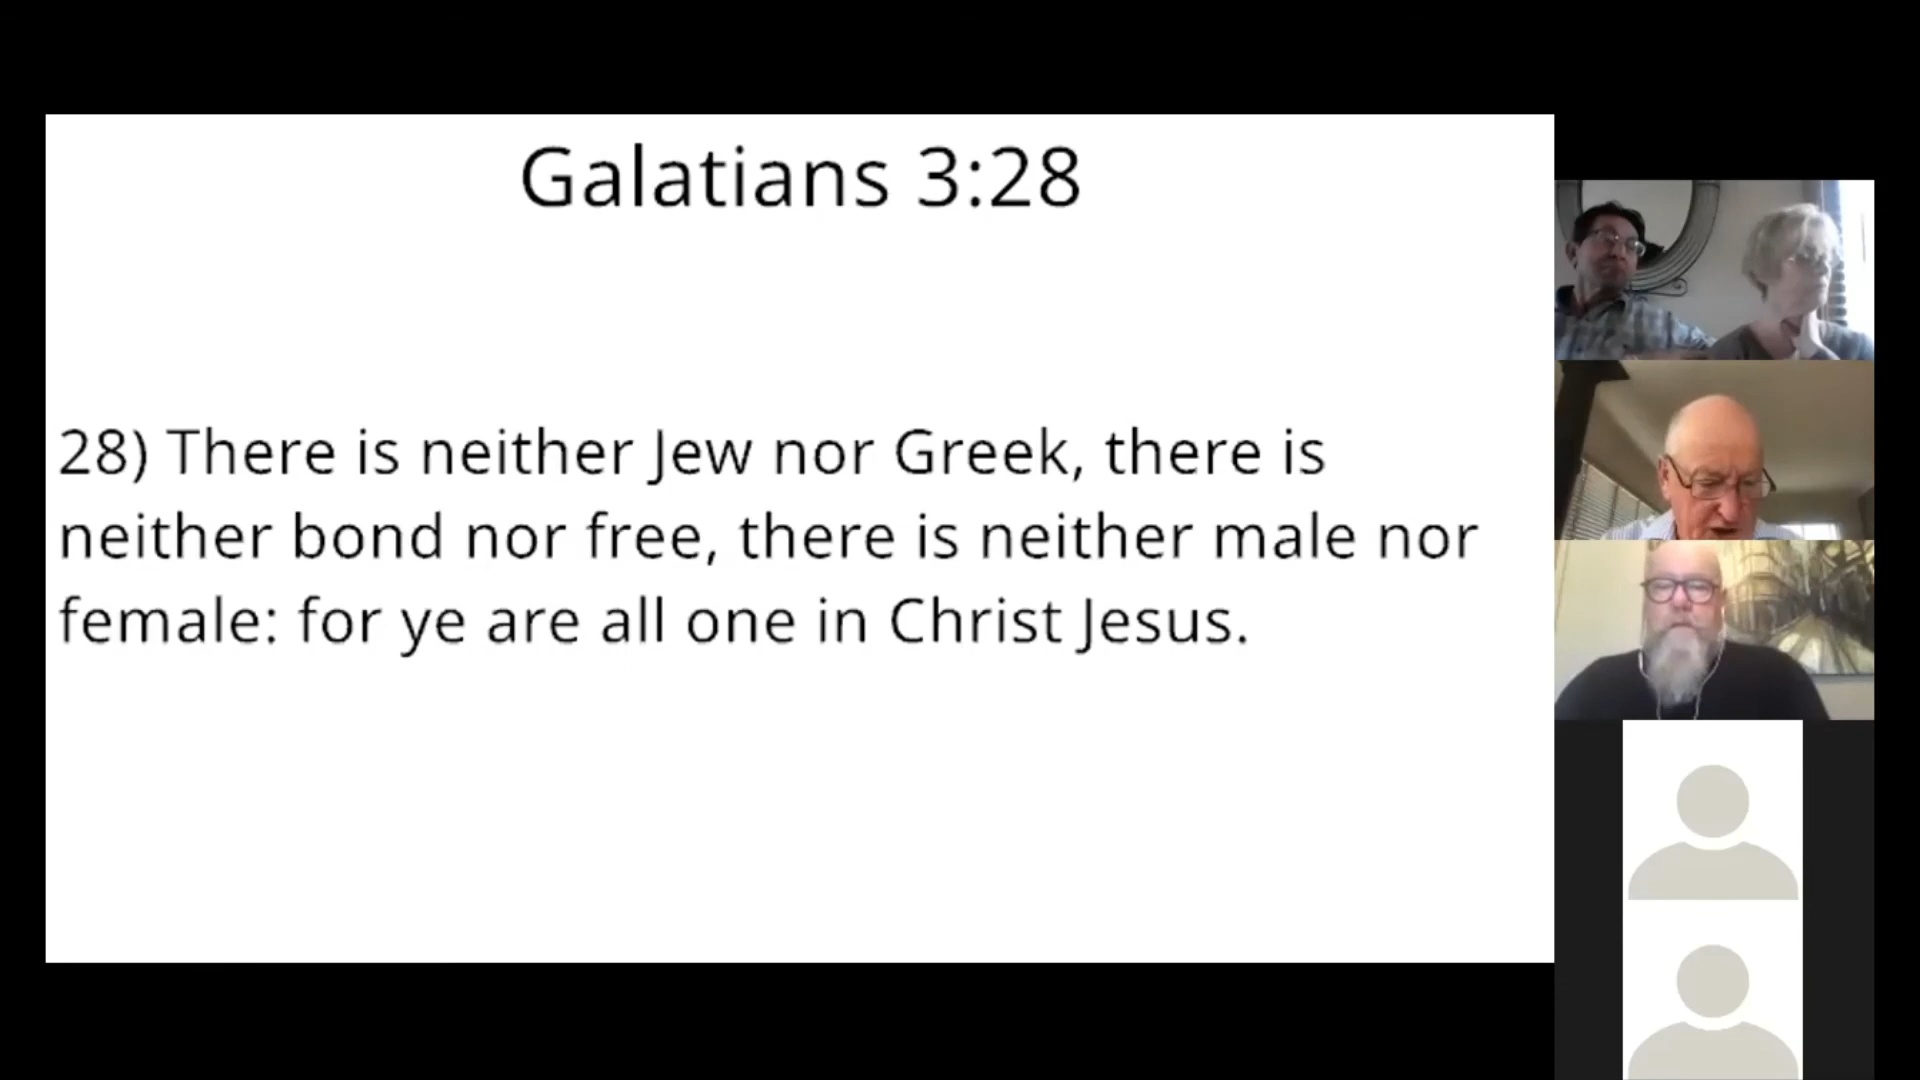 Galatians 3:28
28) There is neither Jew nor Greek, there is
neither bond nor free, there is neither male nor
female: for ye are all one in Christ Jesus.